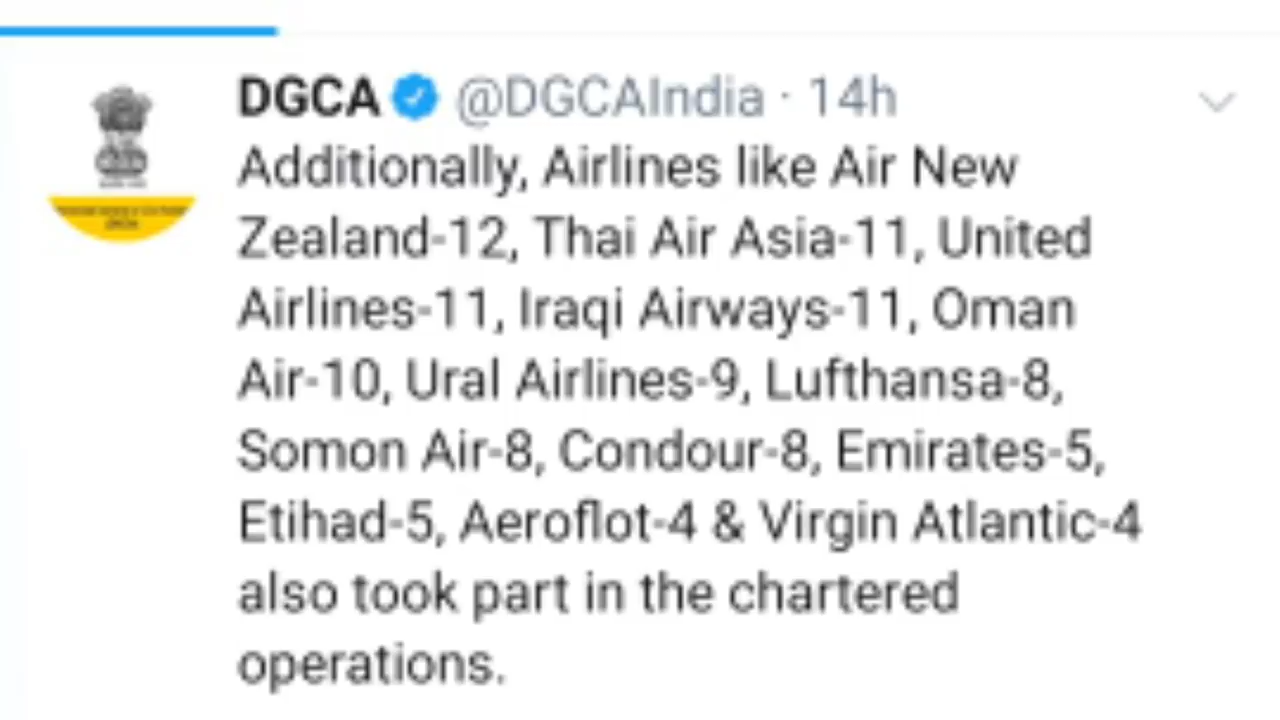 DGCA @DGCAIndia · 14h
Additionally, Airlines like Air New
Zealand-12, Thai Air Asia-11, United
Airlines-11, Iraqi Airways-11, Oman
Air-10, Ural Airlines-9, Lufthansa-8,
Somon Air-8, Condour-8, Emirates-5,
Etihad-5, Aeroflot-4 & Virgin Atlantic-4
also took part in the chartered
operations.